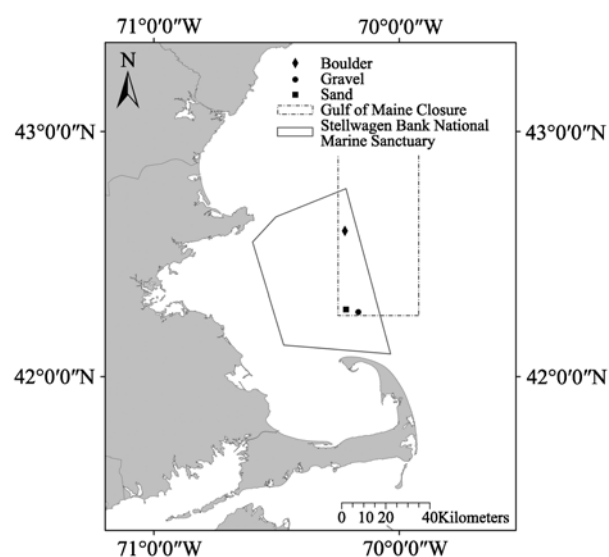 71°0'0"W 70°0'0"W
N
Boulder
Gravel
Sand
Gulf of Maine Closure
Stellwagen Bank National
Marine Sanctuary
43°0'0"N 43°0'0"N
42°0'0"N 42°0'0"N
0 10 20 40Kilometers
71°0'0"W 70°0'0"W